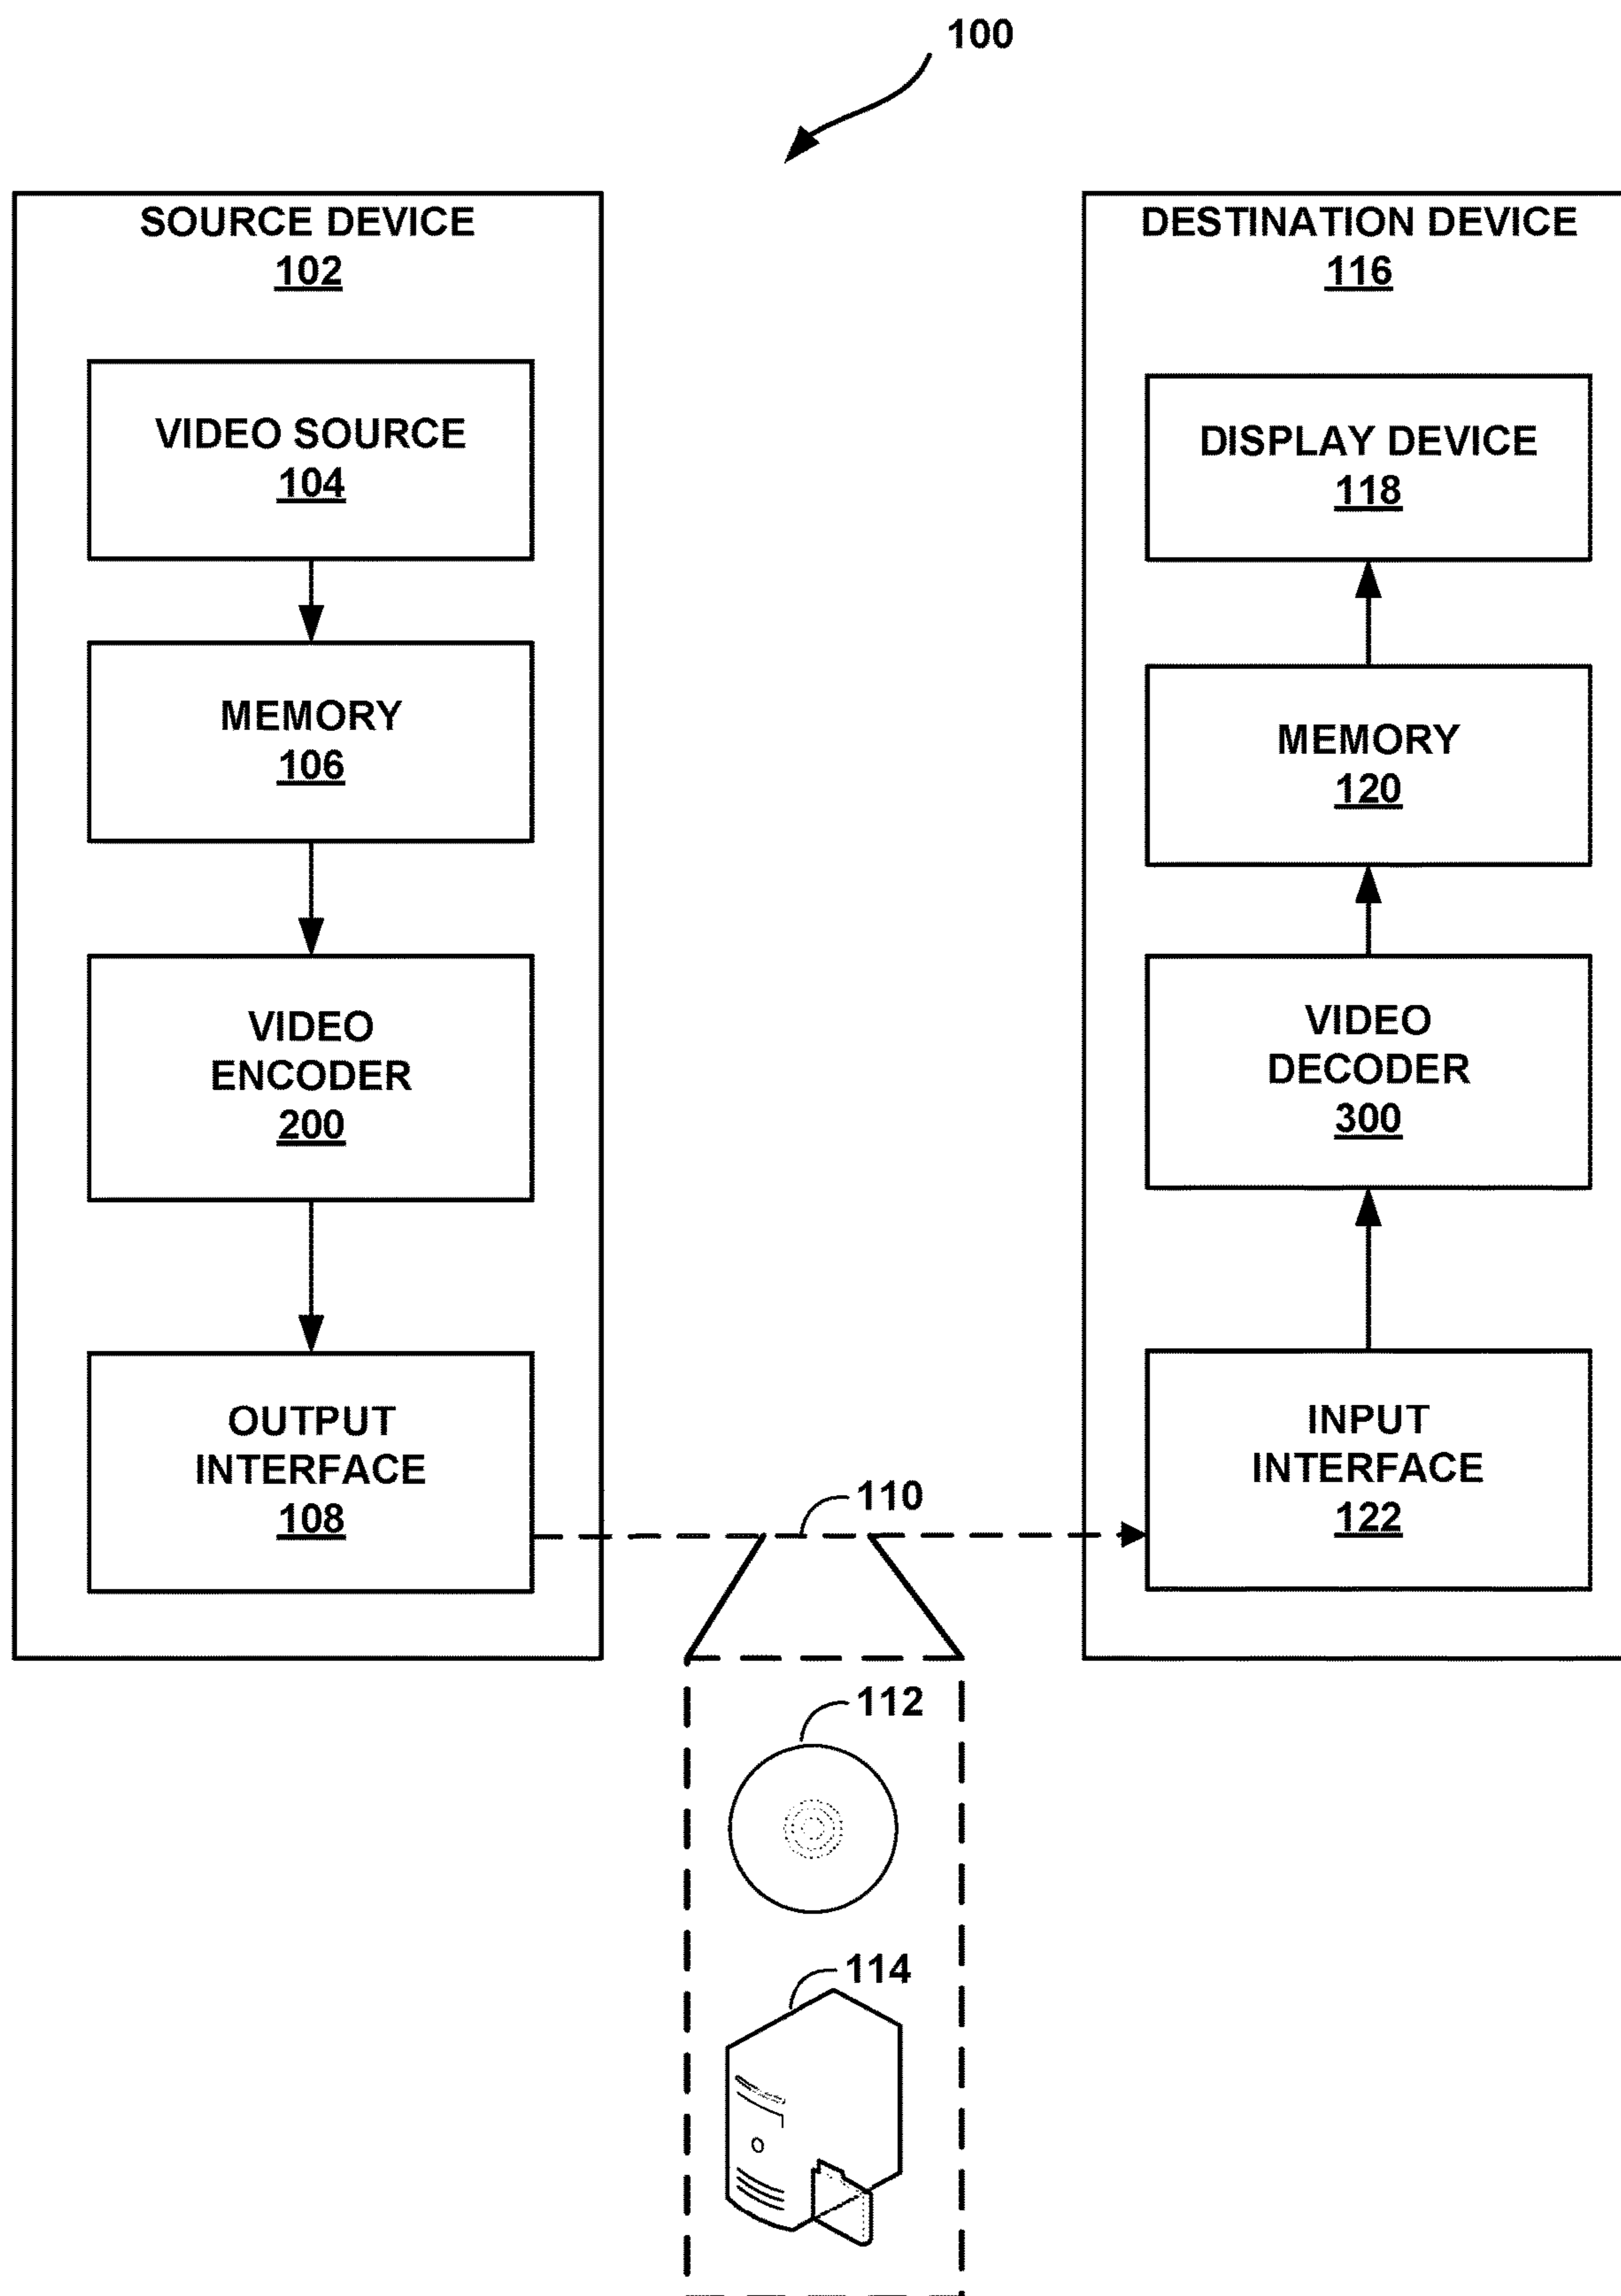 100
SOURCE DEVICE
102
VIDEO SOURCE
104
MEMORY
106
VIDEO
ENCODER
200
OUTPUT
INTERFACE
108
DESTINATION DEVICE
116
DISPLAY DEVICE
118
MEMORY
120
VIDEO
DECODER
300
INPUT
INTERFACE
122
110
112
114